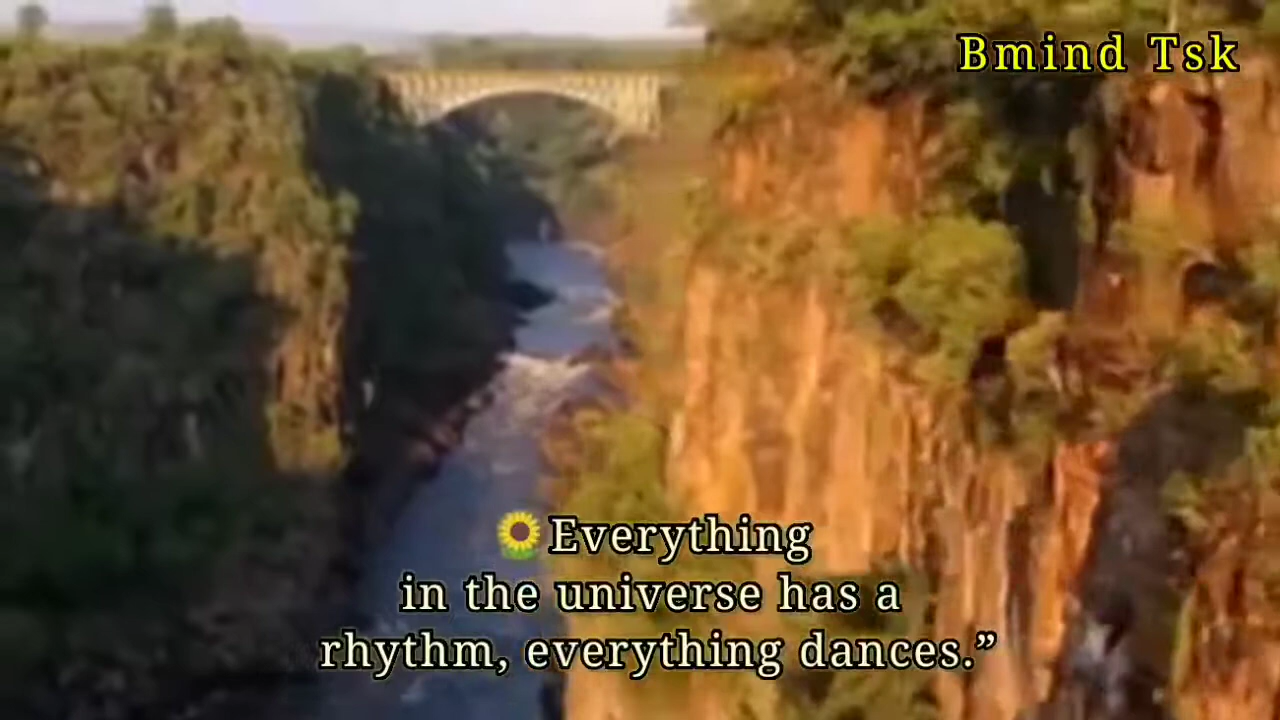 Bmind Tsk
🌻Everything
in the universe has a
rhythm, everything dances.”